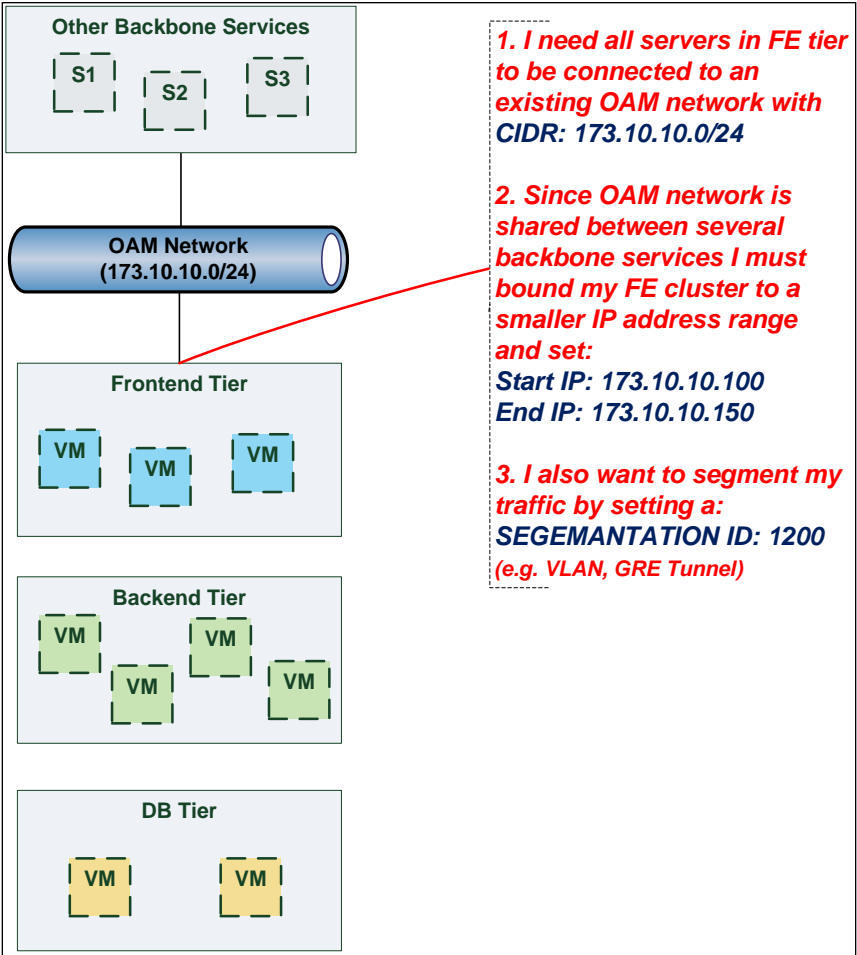 Other Backbone Services
S1
S2
S3
OAM Network
(173.10.10.0/24)
Frontend Tier
VM
VM
VM
Backend Tier
VM
VM
VM
VM
DB Tier
VM
VM
1. I need all servers in FE tier
to be connected to an
existing OAM network with
CIDR: 173.10.10.0/24
2. Since OAM network is
shared between several
backbone services I must
bound my FE cluster to a
smaller IP address range
and set:
Start IP: 173.10.10.100
End IP: 173.10.10.150
3. I also want to segment my
traffic by setting a:
SEGEMANTATION ID: 1200
(e.g. VLAN, GRE Tunnel)